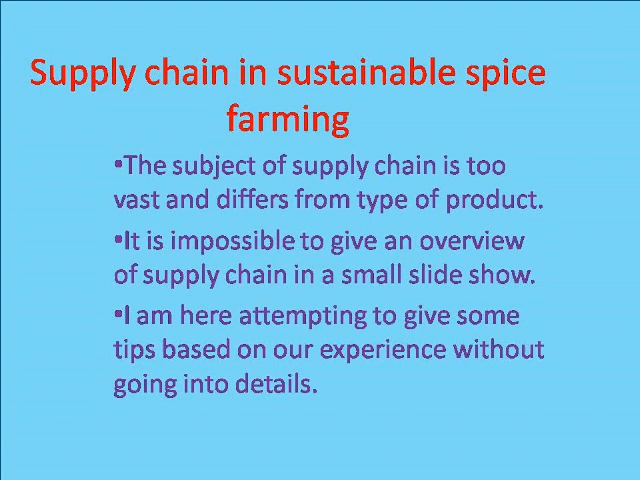 Supply chain in sustainable spice
farming
•The subject of supply chain is too
vast and differs from type of product.
•It is impossible to give an overview
of supply chain in a small slide show.
•I am here attempting to give some
tips based on our experience without
going into details.